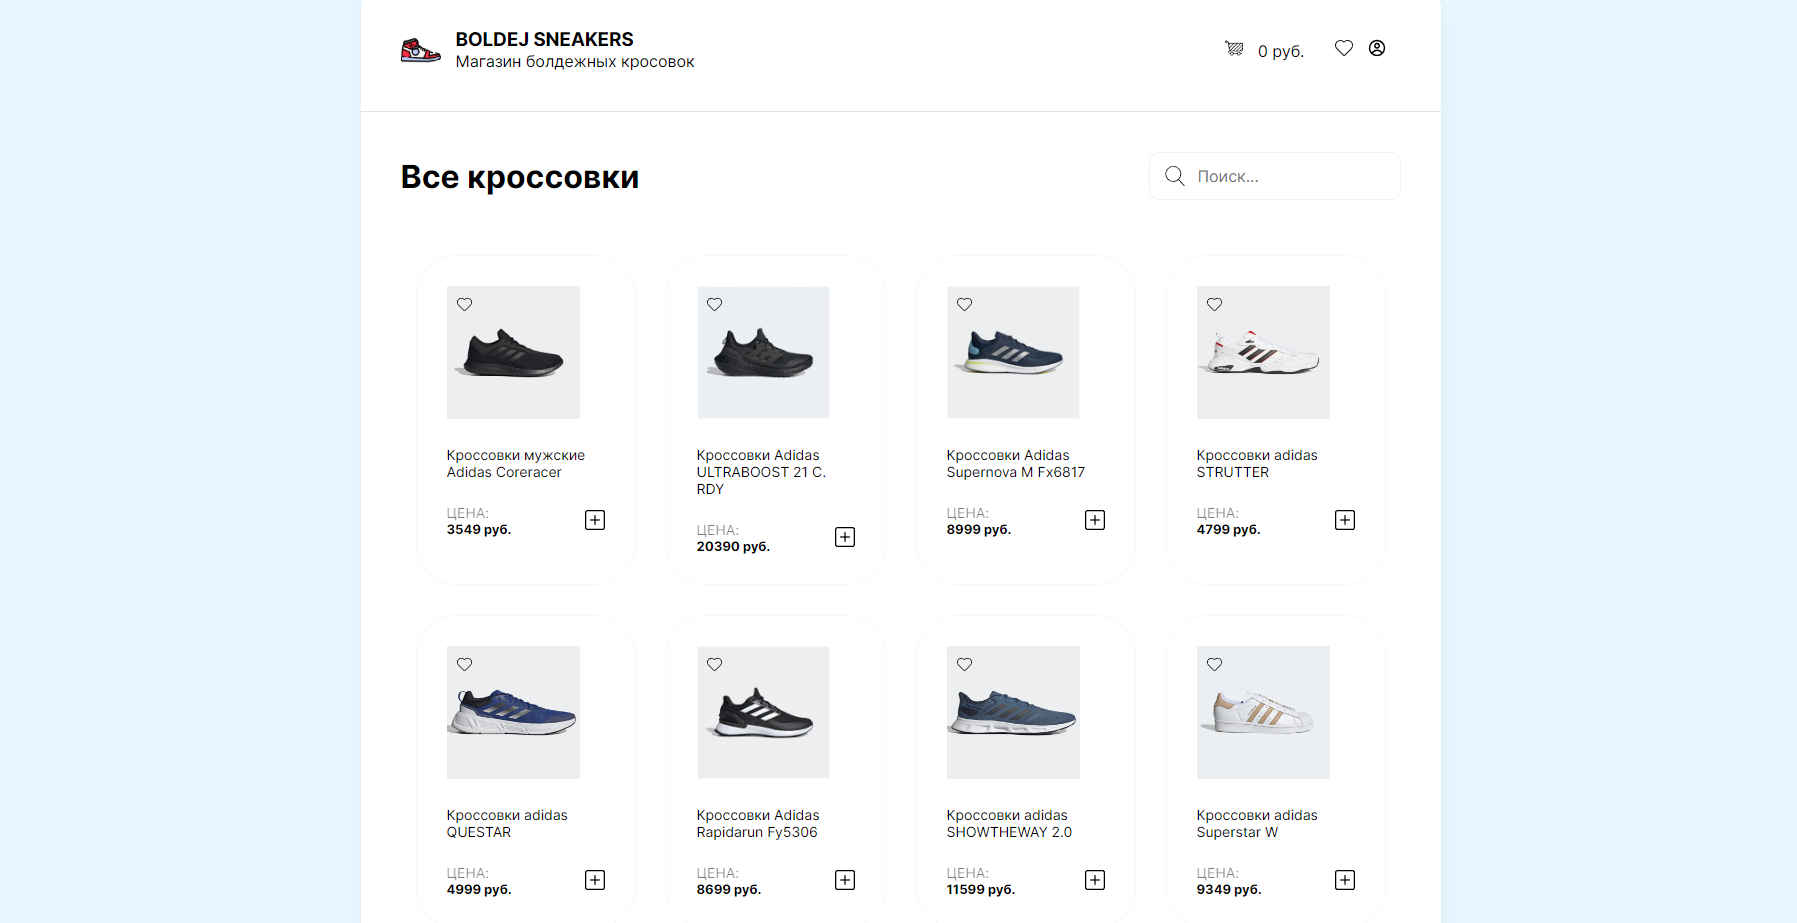 BOLDEJ SNEAKERS
Магазин болдежных кросовок
0 руб.
Все кроссовки
Поиск...
Кроссовки мужские
Adidas Coreracer
ЦЕНА:
3549 руб.
Кроссовки Adidas
ULTRABOOST 21 C.
RDY
ЦЕНА:
20390 руб.
Кроссовки Adidas
Supernova M Fx6817
ЦЕНА:
8999 руб.
Кроссовки adidas
STRUTTER
ЦЕНА:
4799 руб.
Кроссовки adidas
QUESTAR
ЦЕНА:
4999 руб.
Кроссовки Adidas
Rapidarun Fy5306
ЦЕНА:
8699 руб.
Кроссовки adidas
SHOWTHEWAY 2.0
ЦЕНА:
11599 руб.
Кроссовки adidas
Superstar W
ЦЕНА:
9349 руб.